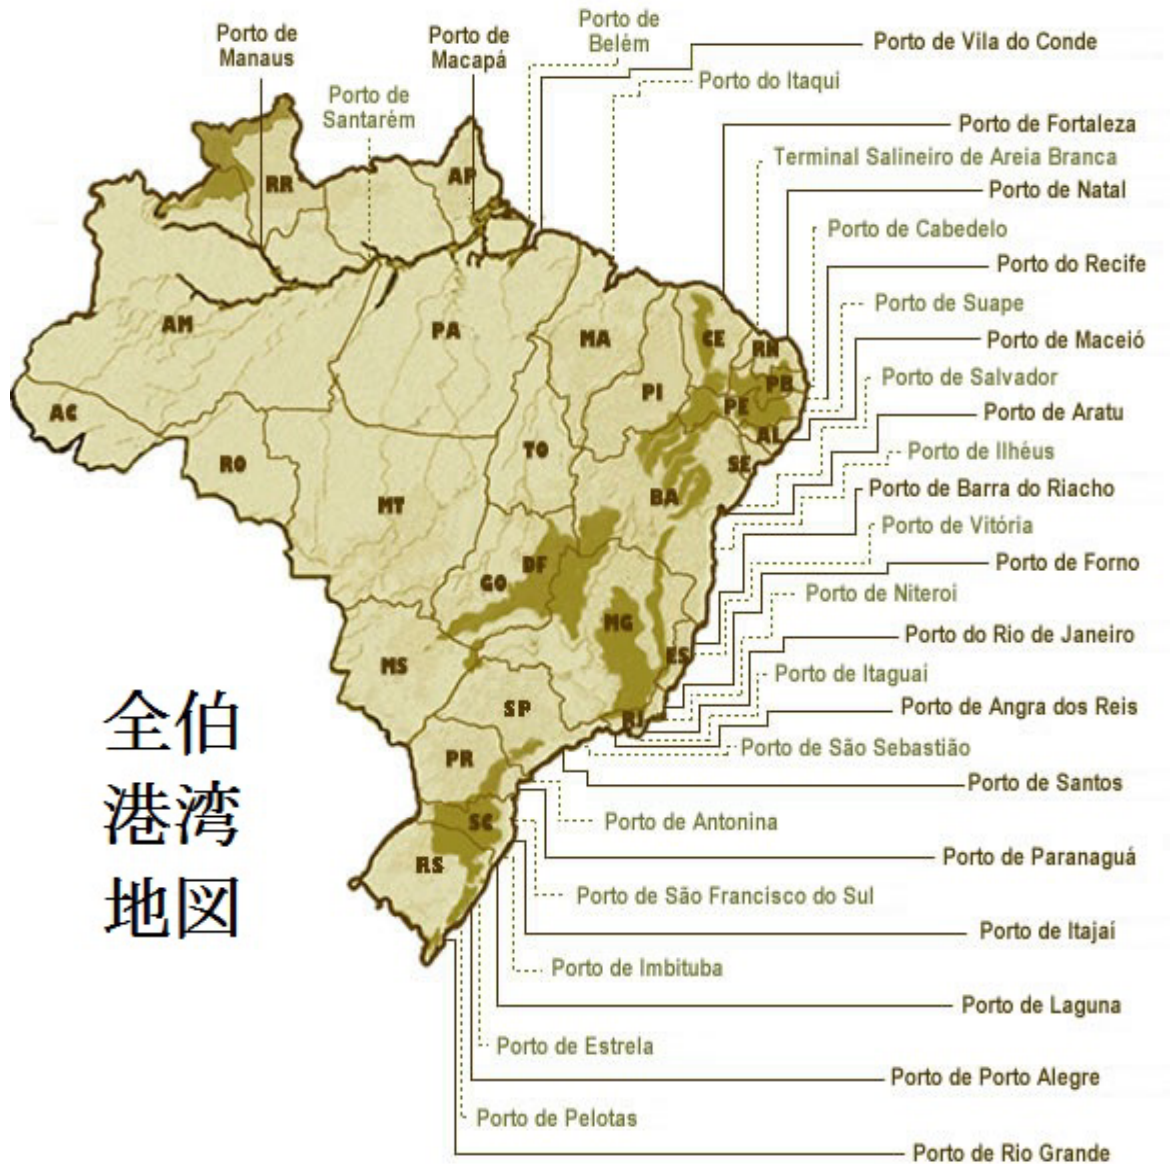 Porto de
Manaus
Porto de
Santarém
Porto de
Macapá
Porto de
Belém
Porto de Vila do Conde
Porto do Itaqui
Porto de Fortaleza
Terminal Salineiro de Areia Branca
Porto de Natal
Porto de Cabedelo
Porto do Recife
Porto de Suape
Porto de Maceió
Porto de Salvador
Porto de Aratu
Porto de Ilhéus
Porto de Barra do Riacho
Porto de Vitória
Porto de Forno
Porto de Niteroi
Porto do Rio de Janeiro
Porto de Itaguaí
Porto de Angra dos Reis
Porto de São Sebastião
Porto de Santos
Porto de Antonina
Porto de Paranaguá
Porto de São Francisco do Sul
Porto de Itajaí
Porto de Imbituba
Porto de Laguna
Porto de Estrela
Porto de Porto Alegre
Porto de Pelotas
Porto de Rio Grande
RR
AP
AM
PA
MA
CE
RN
PB
PI
PE
AL
SE
AC
RO
TO
BA
MT
DF
GO
MG
ES
MS
SP
RJ
PR
SC
RS
全伯
港湾
地図